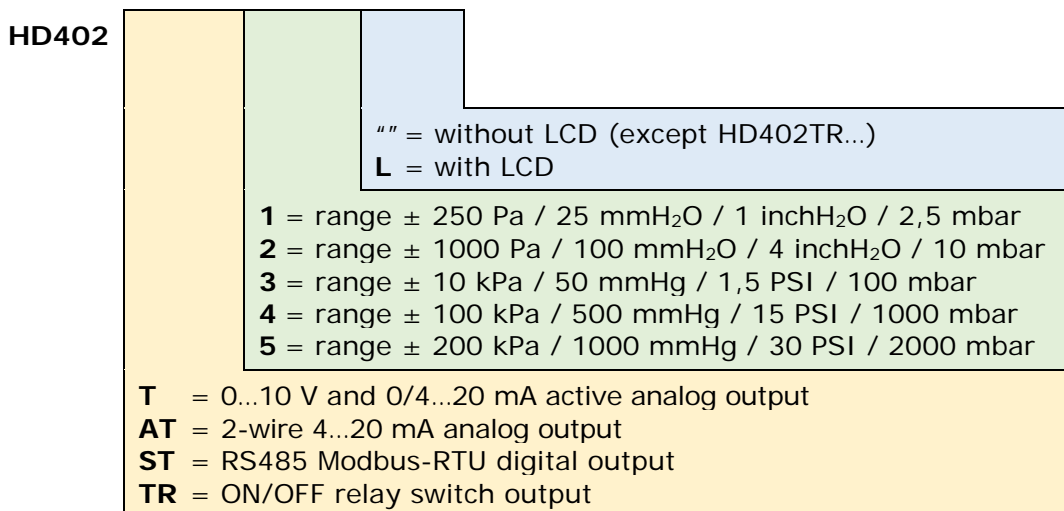 HD402
“” = without LCD (except HD402TR...)
L = with LCD
1 = range ± 250 Pa / 25 mmH₂O / 1 inchH₂O / 2,5 mbar
2 = range ± 1000 Pa / 100 mmH₂O / 4 inchH₂O / 10 mbar
3 = range ± 10 kPa / 50 mmHg / 1,5 PSI / 100 mbar
4 = range ± 100 kPa / 500 mmHg / 15 PSI / 1000 mbar
5 = range ± 200 kPa / 1000 mmHg / 30 PSI / 2000 mbar
T = 0...10 V and 0/4...20 mA active analog output
AT = 2-wire 4...20 mA analog output
ST = RS485 Modbus-RTU digital output
TR = ON/OFF relay switch output